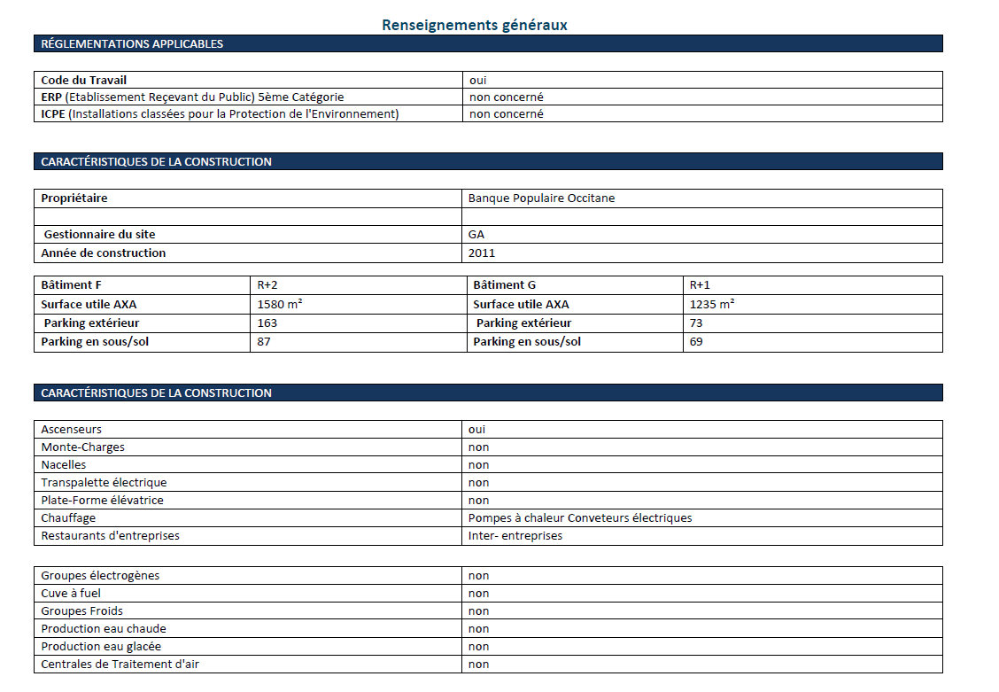 Renseignements généraux
RÉGLEMENTATIONS APPLICABLES
Code du Travail oui
ERP (Etablissement Reçevant du Public) 5ème Catégorie non concerné
ICPE (Installations classées pour la Protection de l'Environnement) non concerné
CARACTÉRISTIQUES DE LA CONSTRUCTION
Propriétaire Banque Populaire Occitane
Gestionnaire du site GA
Année de construction 2011
Bâtiment F R+2 Bâtiment G R+1
Surface utile AXA 1580 m² Surface utile AXA 1235 m²
Parking extérieur 163 Parking extérieur 73
Parking en sous/sol 87 Parking en sous/sol 69
CARACTÉRISTIQUES DE LA CONSTRUCTION
Ascenseurs oui
Monte-Charges non
Nacelles non
Transpalette électrique non
Plate-Forme élévatrice non
Chauffage Pompes à chaleur Conveteurs électriques
Restaurants d'entreprises Inter- entreprises
Groupes électrogènes non
Cuve à fuel non
Groupes Froids non
Production eau chaude non
Production eau glacée non
Centrales de Traitement d'air non